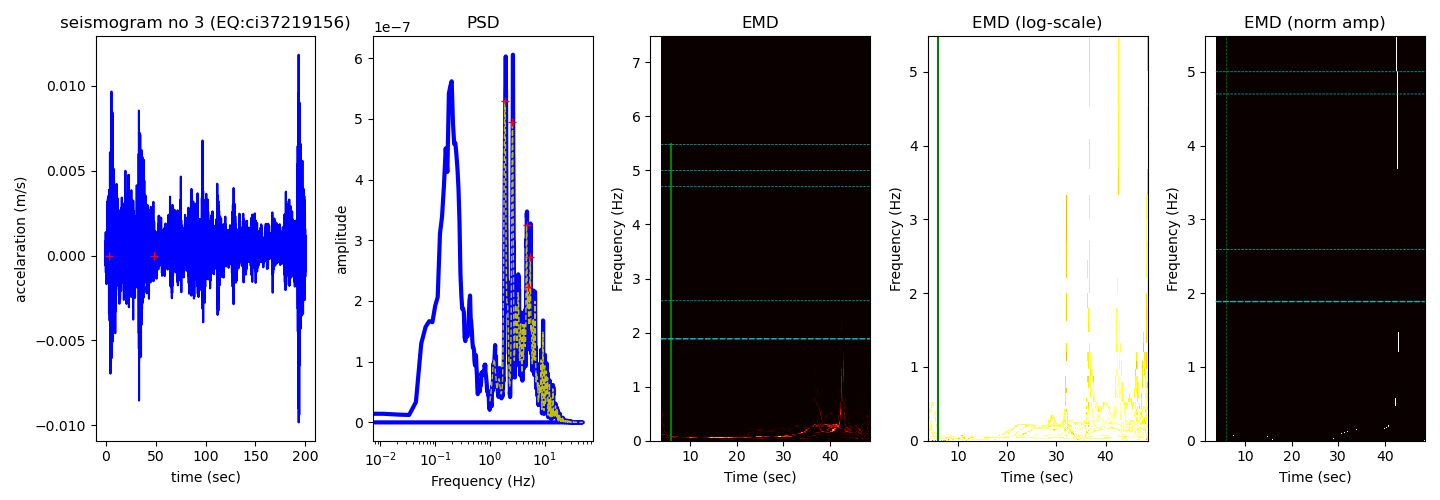 seismogram no 3 (EQ:ci37219156)
PSD
EMD
EMD (log-scale)
EMD (norm amp)
1e−7
0.010
0.005
0.000
−0.005
−0.010
accelaration (m/s)
0 50 100 150 200
time (sec)
6
5
4
3
2
1
0
amplitude
10⁻² 10⁻¹ 10⁰ 10¹
Frequency (Hz)
7
6
5
4
3
2
1
0
Frequency (Hz)
10 20 30 40
Time (sec)
5
4
3
2
1
0
Frequency (Hz)
10 20 30 40
Time (sec)
5
4
3
2
1
0
Frequency (Hz)
10 20 30 40
Time (sec)